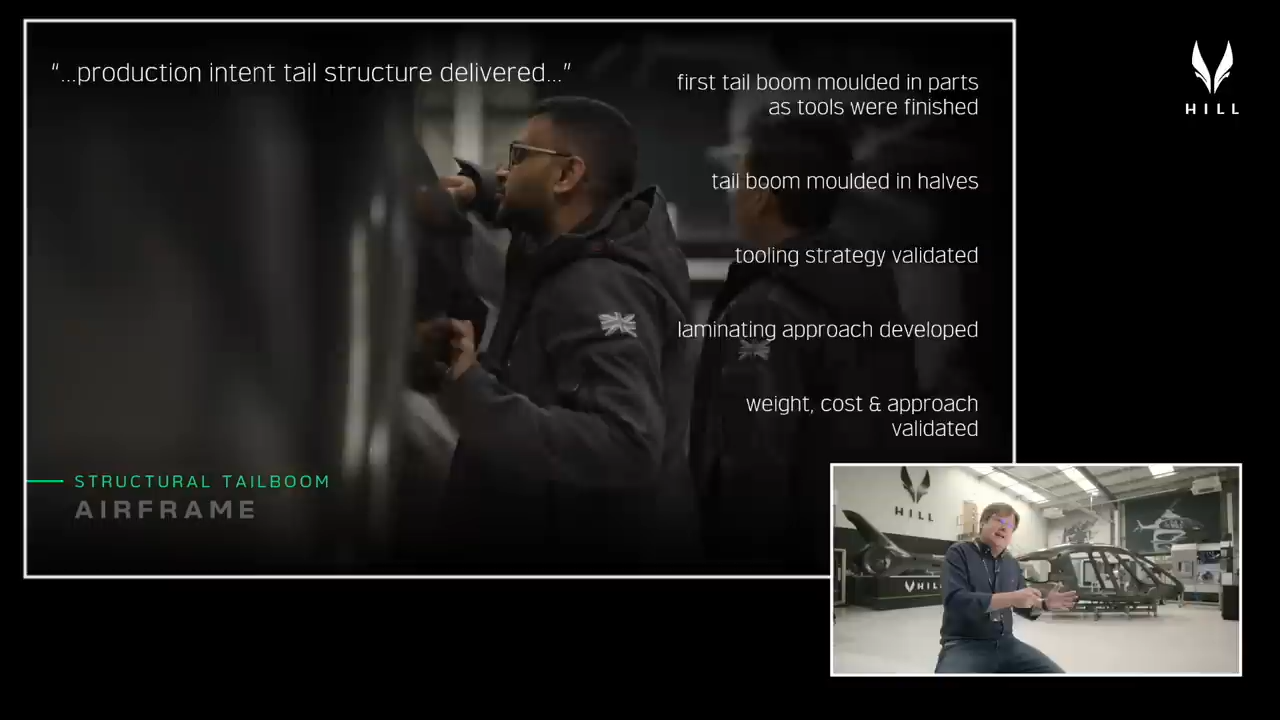 “...production intent tail structure delivered...”
first tail boom moulded in parts
as tools were finished
tail boom moulded in halves
tooling strategy validated
laminating approach developed
weight, cost & approach
validated
STRUCTURAL TAILBOOM
AIRFRAME
HILL
HILL
HILL